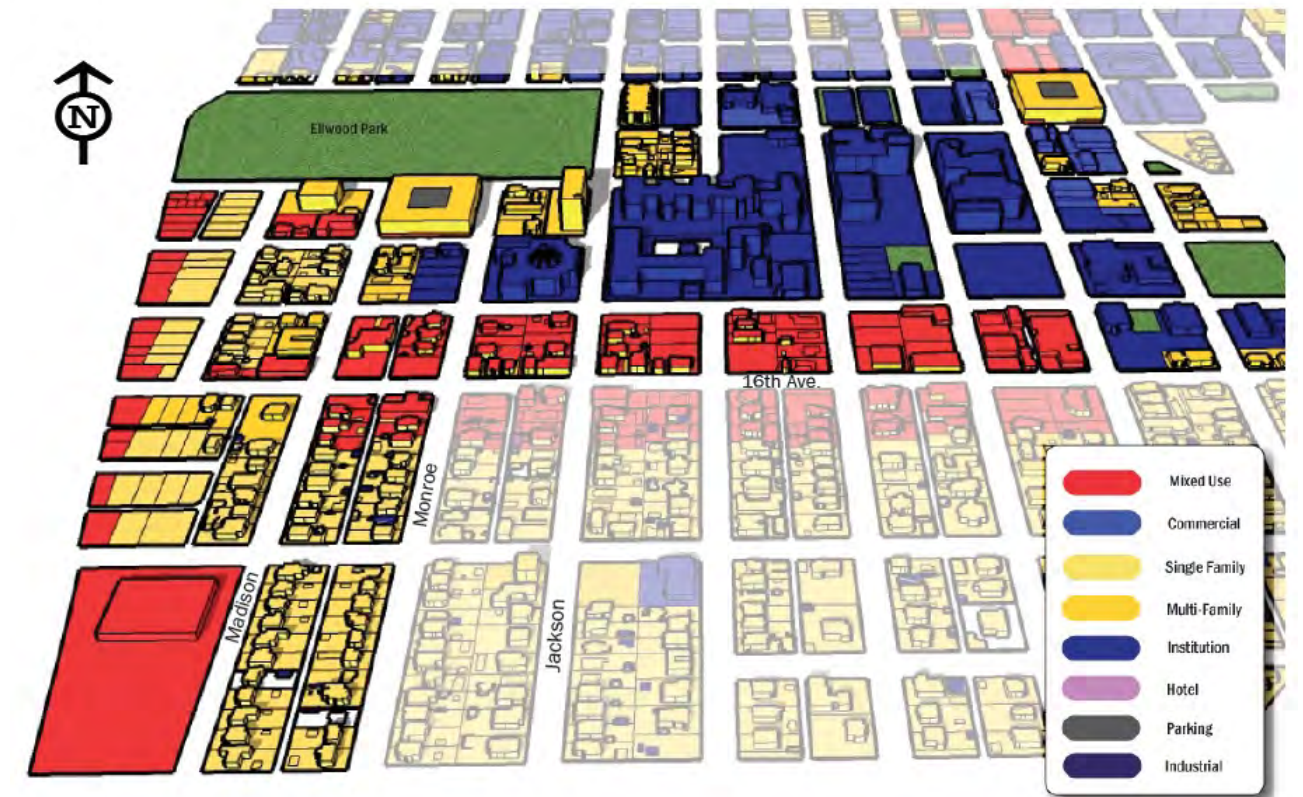 N
Ellwood Park
16th Ave.
Monroe
Madison
Jackson
Mixed Use
Commercial
Single Family
Multi-Family
Institution
Hotel
Parking
Industrial